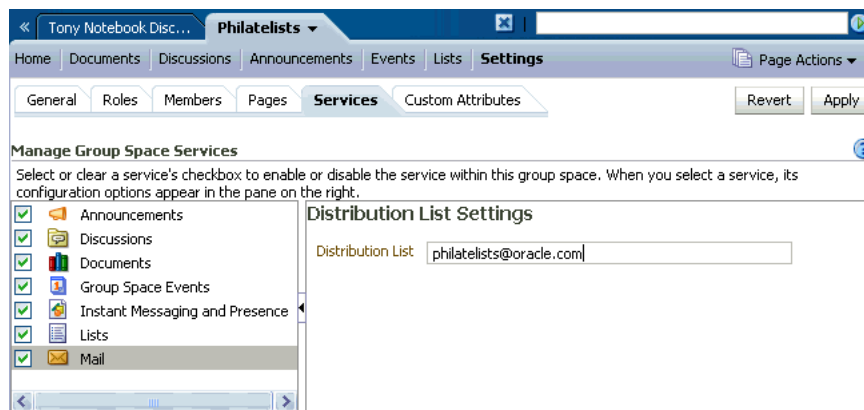 « Tony Notebook Disc... Philatelists
Home Documents Discussions Announcements Events Lists Settings Page Actions
General Roles Members Pages Services Custom Attributes Revert Apply
Manage Group Space Services
Select or clear a service's checkbox to enable or disable the service within this group space. When you select a service, its
configuration options appear in the pane on the right.
Announcements
Discussions
Documents
Group Space Events
Instant Messaging and Presence
Lists
Mail
Distribution List Settings
Distribution List philatelists@oracle.com